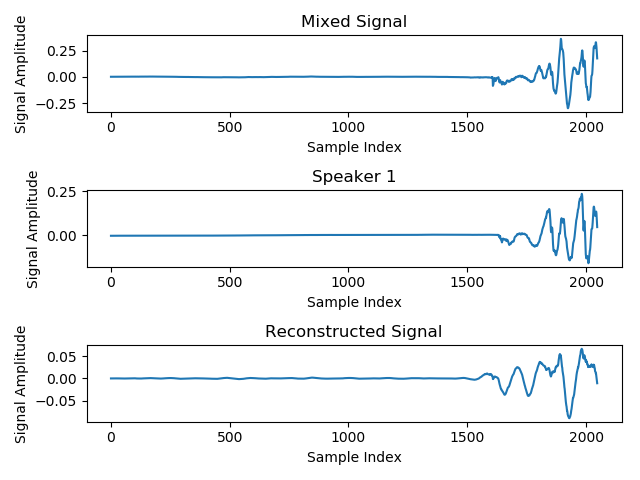 Mixed Signal
Signal Amplitude
0.25
0.00
−0.25
0 500 1000 1500 2000
Sample Index
Speaker 1
Signal Amplitude
0.25
0.00
0 500 1000 1500 2000
Sample Index
Reconstructed Signal
Signal Amplitude
0.05
0.00
−0.05
0 500 1000 1500 2000
Sample Index